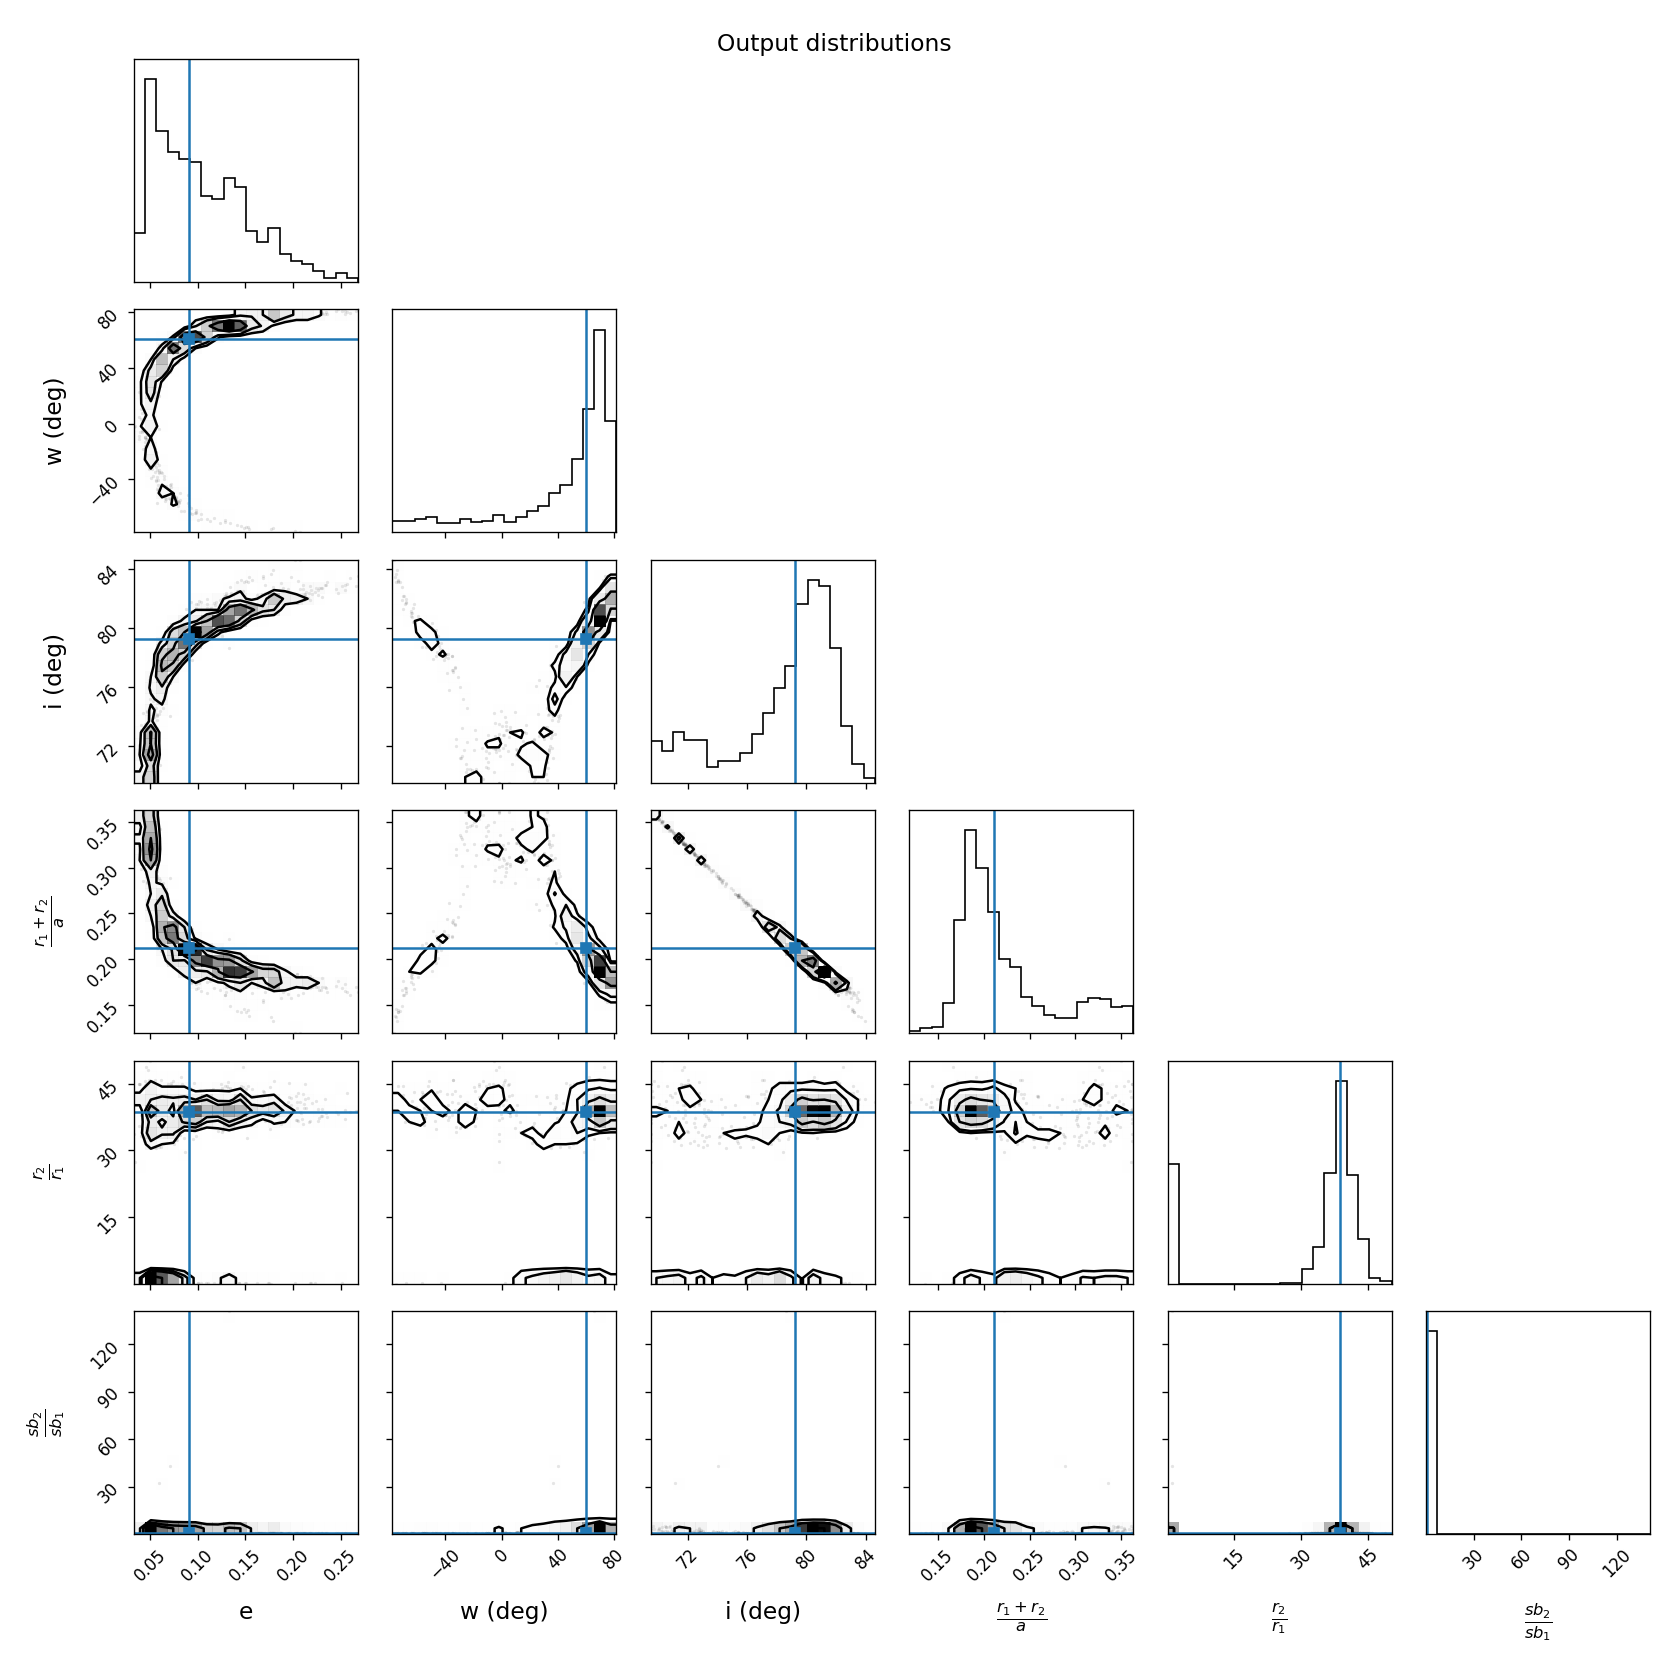 Output distributions
80
40
0
−40
w (deg)
84
80
76
72
i (deg)
0.35
0.30
0.25
0.20
0.15
r₁ + r₂
a
45
30
15
r₂
r₁
120
90
60
30
sb₂
sb₁
0.05 0.10 0.15 0.20 0.25 −40 0 40 80 72 76 80 84 0.15 0.20 0.25 0.30 0.35 15 30 45 30 60 90 120
e w (deg) i (deg) r₁ + r₂ / a r₂ / r₁ sb₂ / sb₁